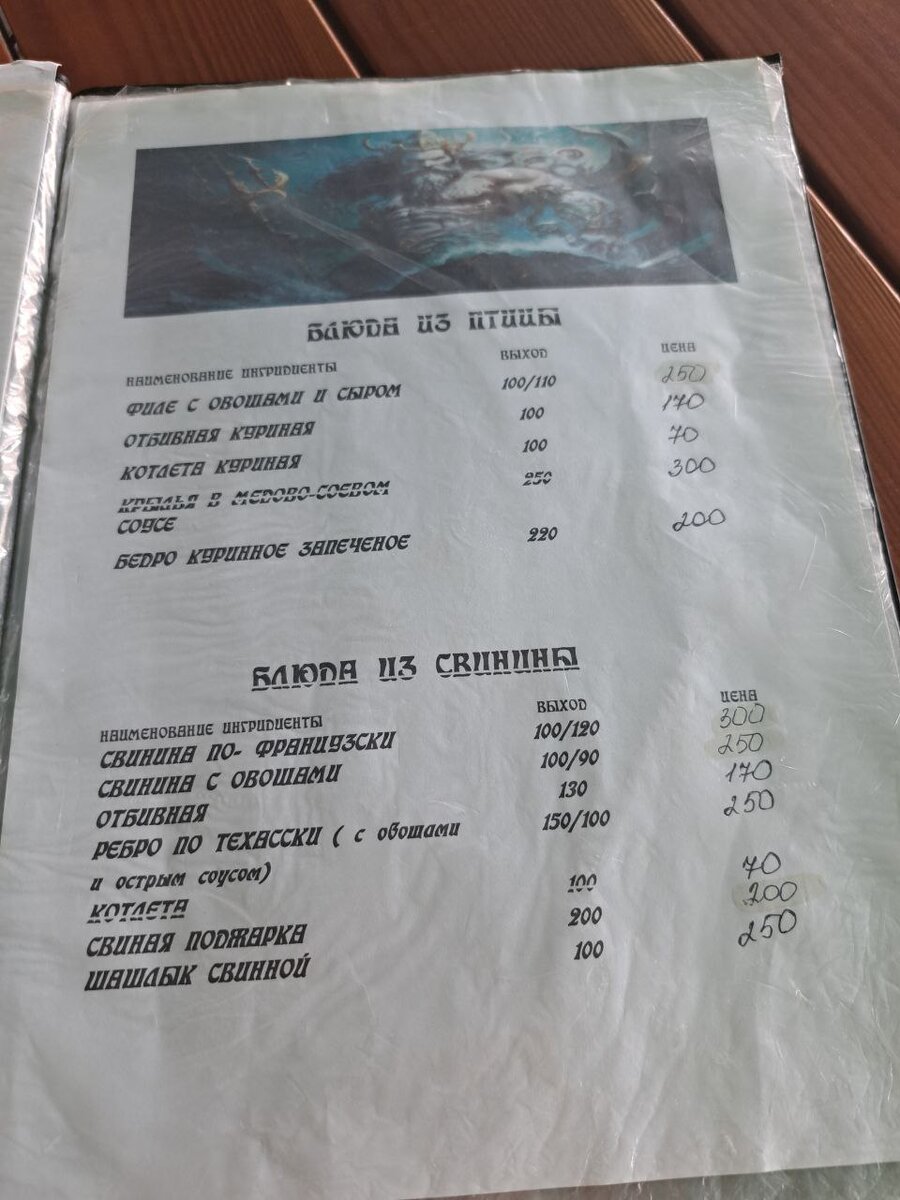 БЛЮДА ИЗ ПТИЦЫ
НАИМЕНОВАНИЕ ИНГРИДИЕНТЫ ВЫХОД ЦЕНА
ФИЛЕ С ОВОЩАМИ И СЫРОМ 100/110 250
ОТБИВНАЯ КУРИНАЯ 100 170
КОТЛЕТА КУРИНАЯ 100 70
КРЫЛЬЯ В МЕДОВО-СОЕВОМ 250 300
СОУСЕ
БЕДРО КУРИННОЕ ЗАПЕЧЕНОЕ 220 200
БЛЮДА ИЗ СВИНИНЫ
НАИМЕНОВАНИЕ ИНГРИДИЕНТЫ ВЫХОД ЦЕНА
СВИНИНА ПО- ФРАНЦУЗСКИ 100/120 300
СВИНИНА С ОВОЩАМИ 100/90 250
ОТБИВНАЯ 130 170
РЕБРО ПО ТЕХАССКИ ( с овощами 150/100 250
и острым соусом)
КОТЛЕТА 100 70
СВИНАЯ ПОДЖАРКА 200 200
ШАШЛЫК СВИННОЙ 100 250